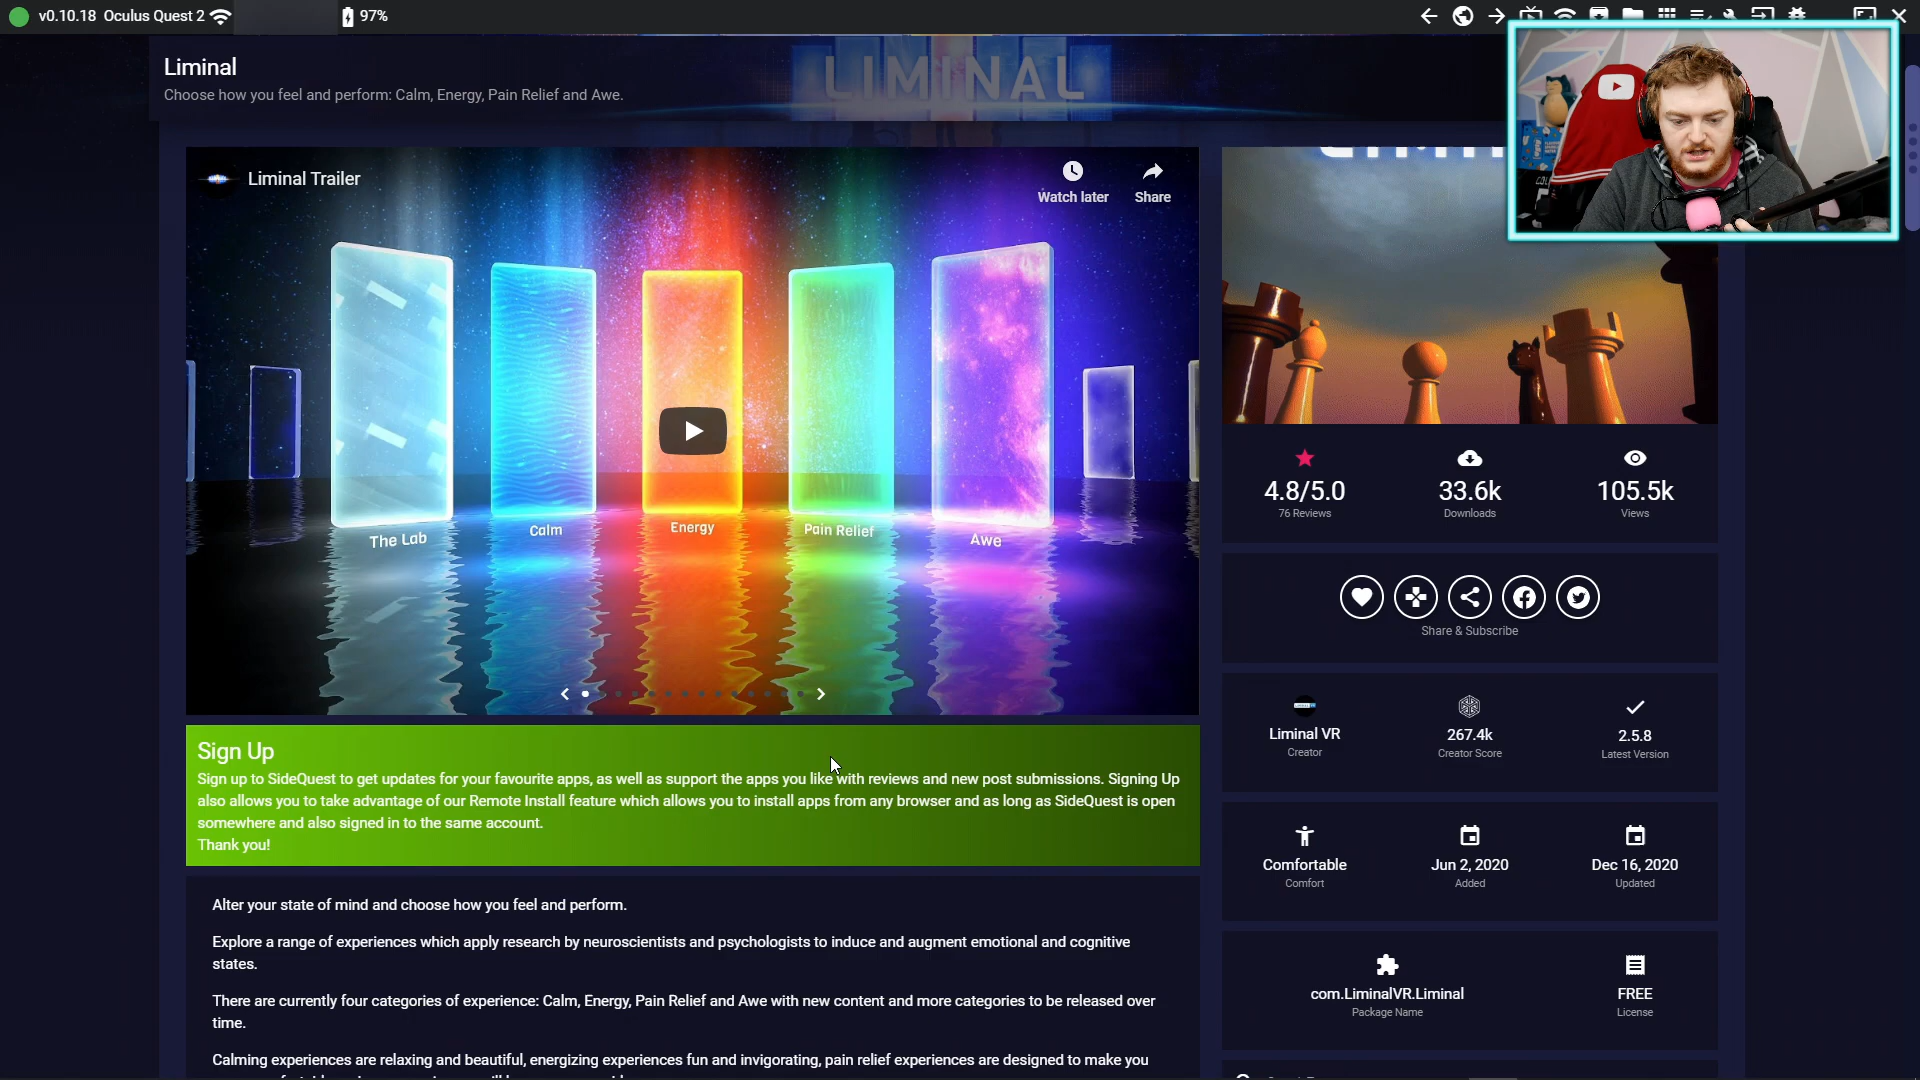 v0.10.18 Oculus Quest 2
97%
LIMINAL
Liminal
Choose how you feel and perform: Calm, Energy, Pain Relief and Awe.
Liminal Trailer
Watch later
Share
The Lab
Calm
Energy
Pain Relief
Awe
Sign Up
Sign up to SideQuest to get updates for your favourite apps, as well as support the apps you like with reviews and new post submissions. Signing Up
also allows you to take advantage of our Remote Install feature which allows you to install apps from any browser and as long as SideQuest is open
somewhere and also signed in to the same account.
Thank you!
Alter your state of mind and choose how you feel and perform.
Explore a range of experiences which apply research by neuroscientists and psychologists to induce and augment emotional and cognitive
states.
There are currently four categories of experience: Calm, Energy, Pain Relief and Awe with new content and more categories to be released over
time.
Calming experiences are relaxing and beautiful, energizing experiences fun and invigorating, pain relief experiences are designed to make you
4.8/5.0
76 Reviews
33.6k
Downloads
105.5k
Views
Share & Subscribe
Liminal VR
Creator
267.4k
Creator Score
2.5.8
Latest Version
Comfortable
Comfort
Jun 2, 2020
Added
Dec 16, 2020
Updated
com.LiminalVR.Liminal
Package Name
FREE
License